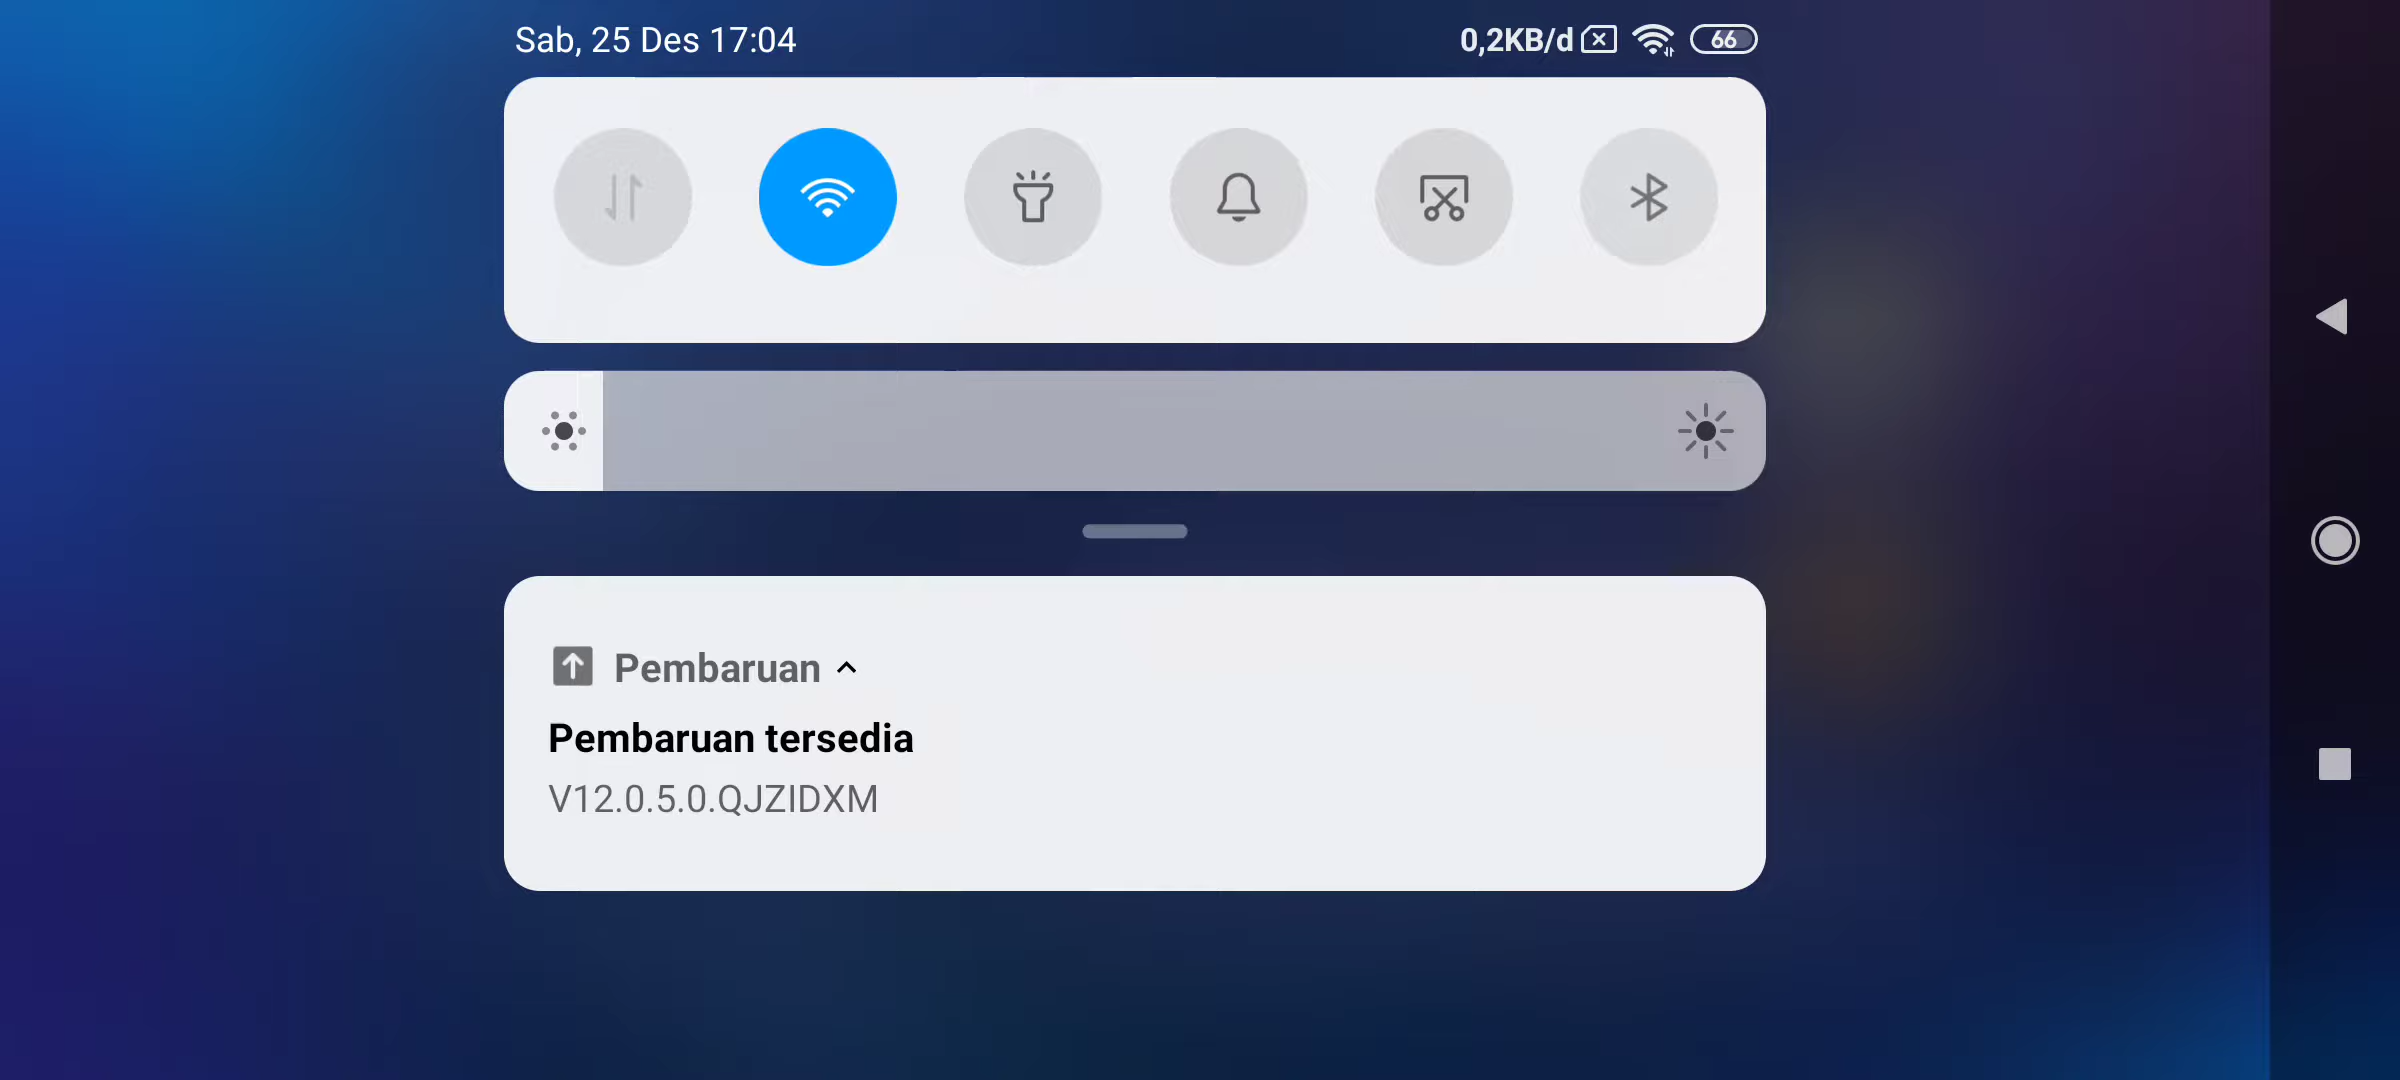 Sab, 25 Des 17:04
0,2KB/d 66
Pembaruan
Pembaruan tersedia
V12.0.5.0.QJZIDXM